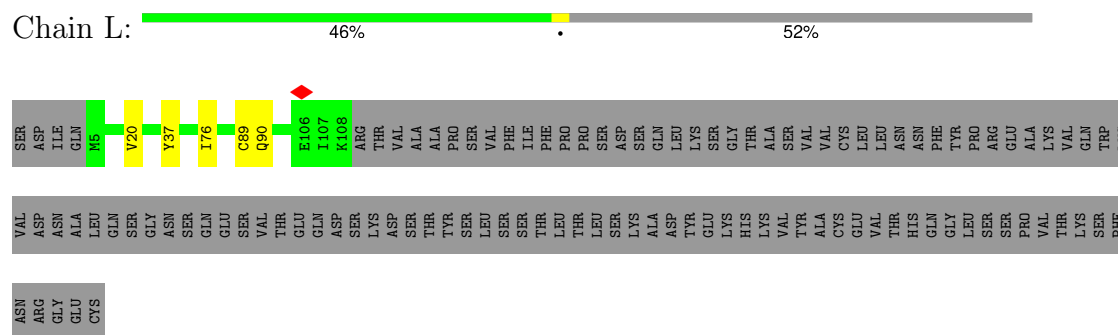 Chain L:
46%
•
52%
SER ASP ILE GLN M5 V20 Y37 I76 C89 Q90 E106 I107 K108 ARG THR VAL ALA ALA PRO SER VAL PHE ILE PHE PRO PRO SER ASP SER GLN LEU LYS SER GLY THR ALA SER VAL VAL CYS LEU LEU ASN ASN PHE TYR PRO ARG GLU ALA LYS VAL GLN TRP
VAL ASP ASN ALA LEU GLN SER GLY ASN SER GLN GLU SER VAL THR GLU GLN ASP SER LYS ASP SER THR TYR SER LEU SER SER THR LEU THR LEU SER LYS ALA ASP TYR GLU LYS HIS LYS VAL TYR ALA CYS GLU VAL THR HIS GLN GLY LEU SER SER PRO VAL THR LYS SER PHE
ASN ARG GLY GLU CYS